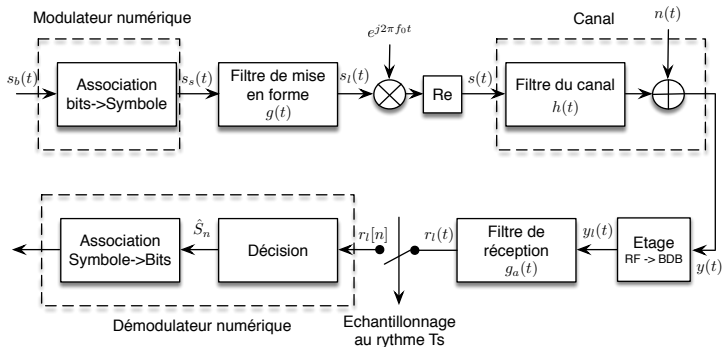 Modulateur numérique
Canal
n(t)
e^{j2πf_0t}
s_b(t)
Association
bits->Symbole
s_s(t)
Filtre de mise
en forme
g(t)
s_l(t)
Re
s(t)
Filtre du canal
h(t)
Association
Symbole->Bits
Ŝ_n
Décision
r_l[n]
r_l(t)
Filtre de
réception
g_a(t)
y_l(t)
Etage
RF -> BDB
y(t)
Démodulateur numérique
Echantillonnage
au rythme Ts